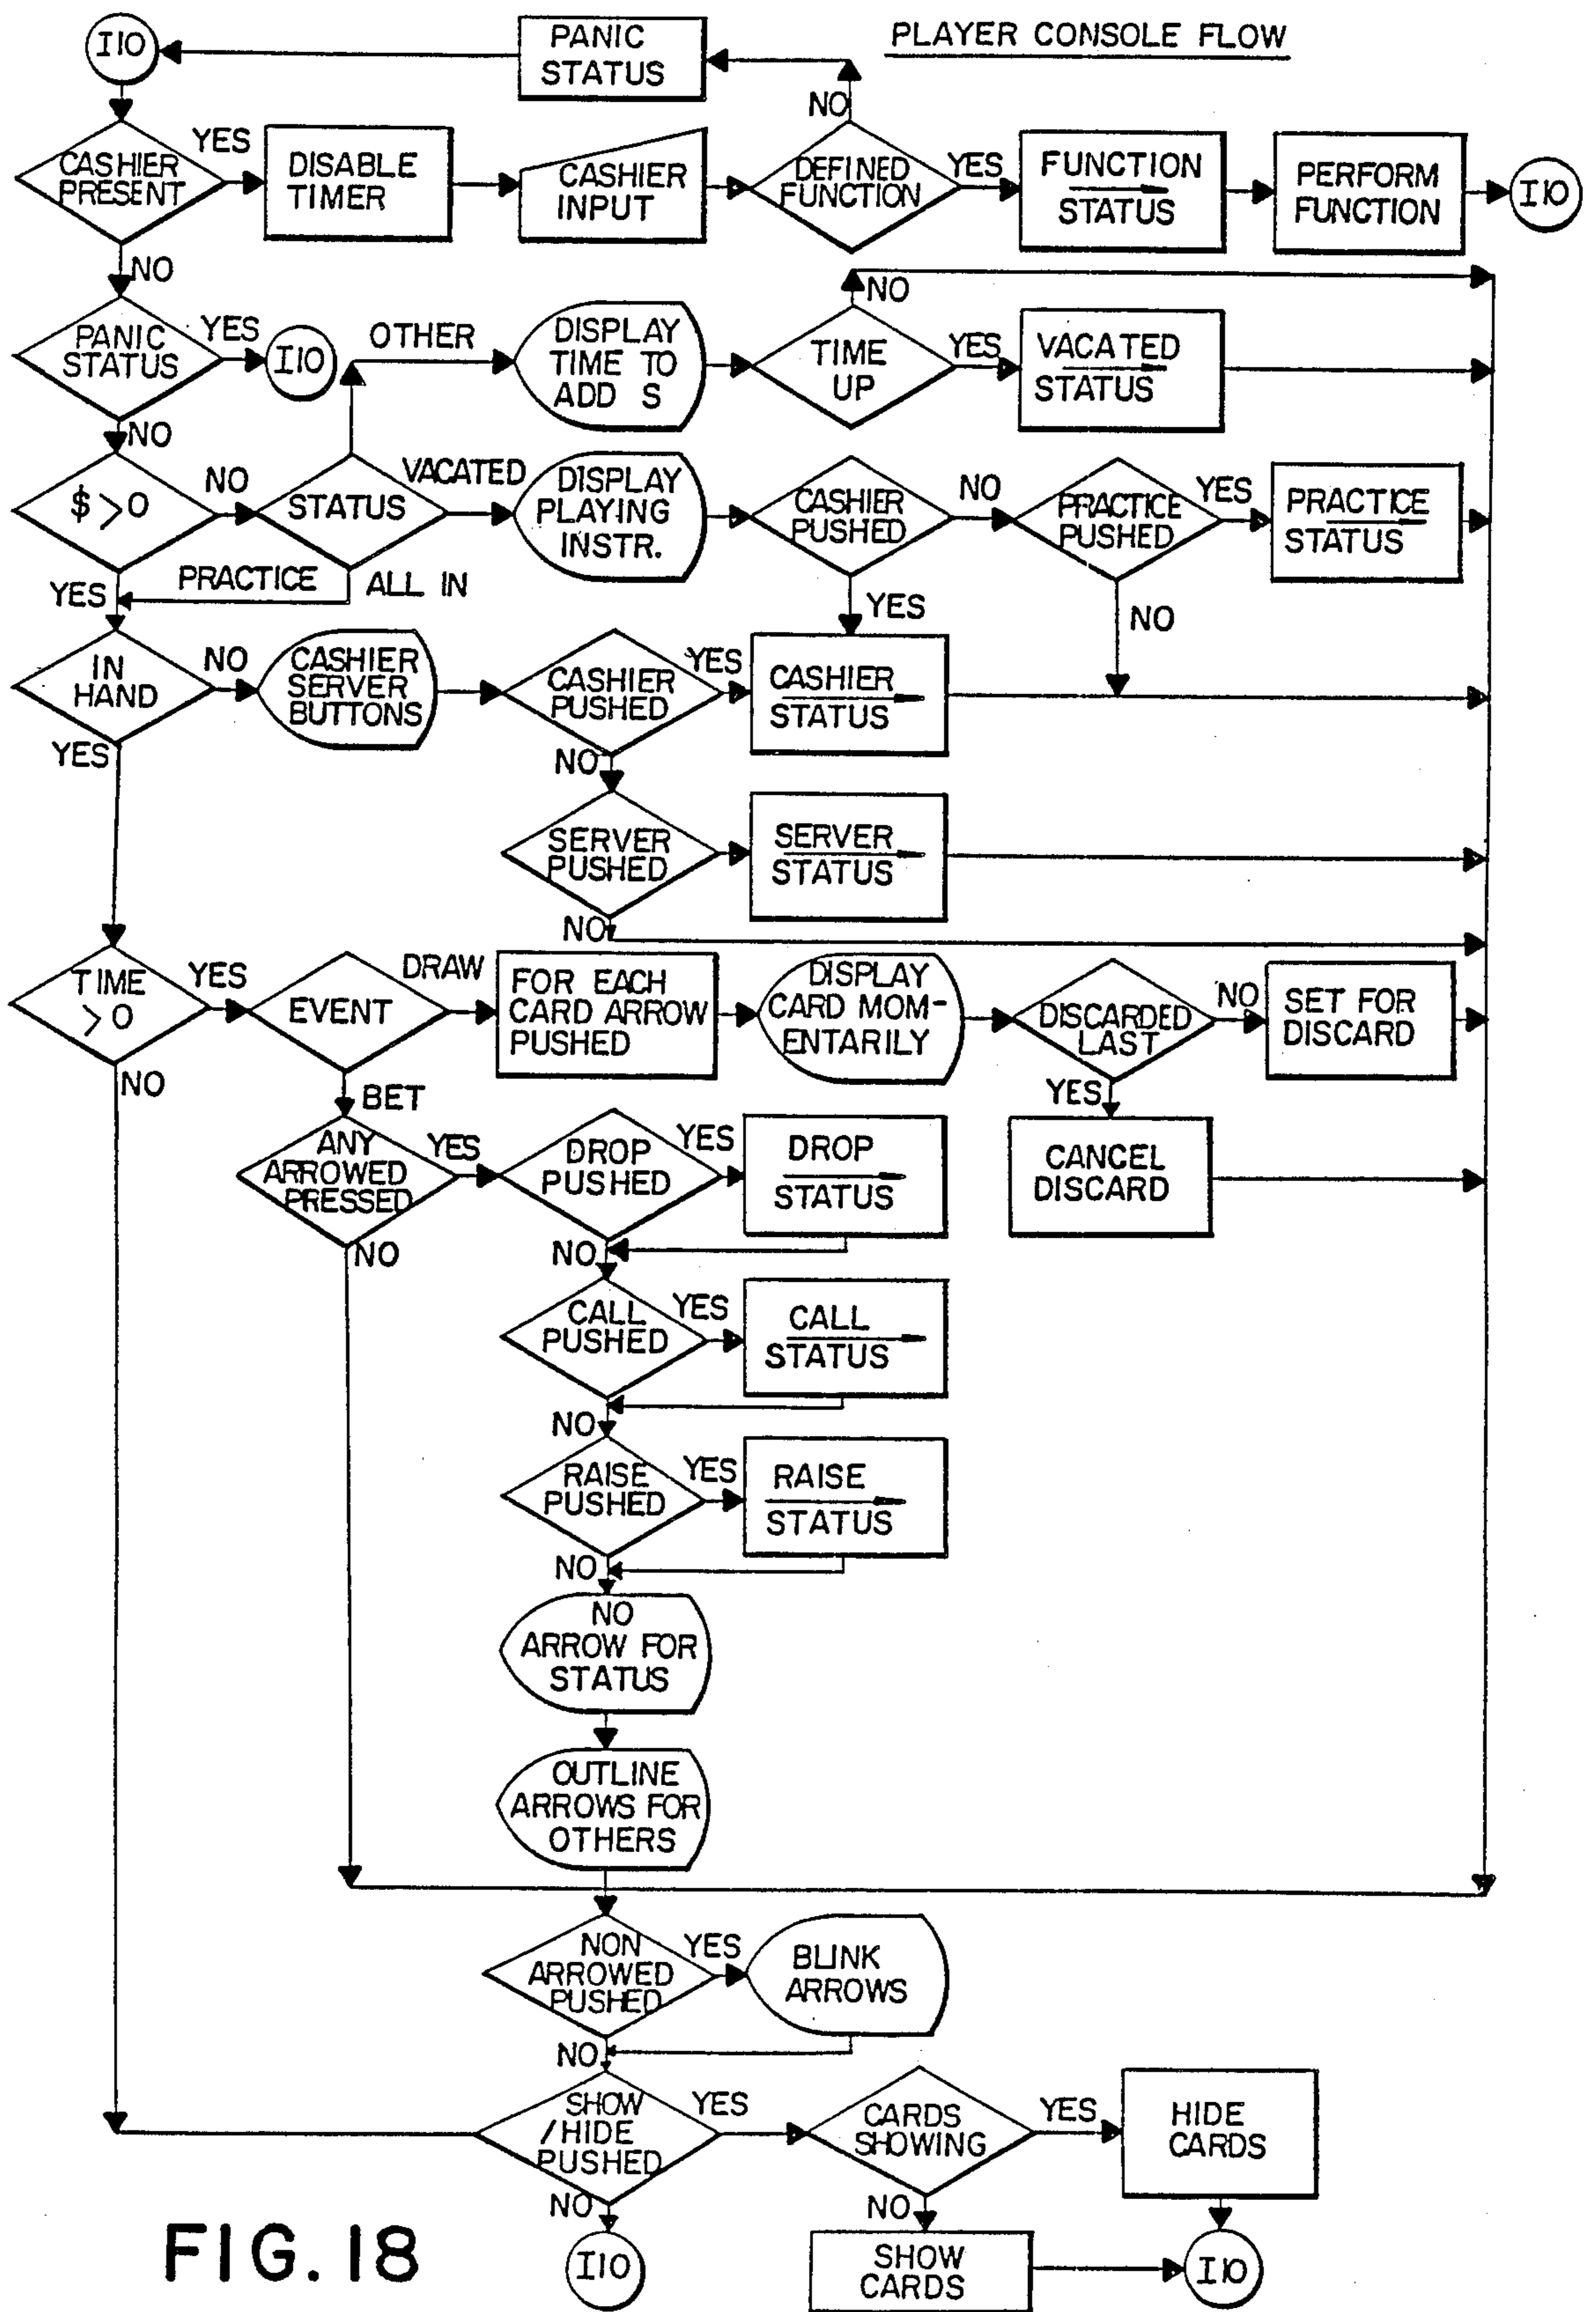 PLAYER CONSOLE FLOW
I10
PANIC
STATUS
NO
CASHIER
PRESENT
YES
DISABLE
TIMER
CASHIER
INPUT
DEFINED
FUNCTION
YES
FUNCTION
STATUS
PERFORM
FUNCTION
I10
NO
PANIC
STATUS
YES
I10
OTHER
DISPLAY
TIME TO
ADD S
TIME
UP
NO
YES
VACATED
STATUS
NO
$ >0
NO
STATUS
VACATED
DISPLAY
PLAYING
INSTR.
CASHIER
PUSHED
NO
PRACTICE
PUSHED
YES
PRACTICE
STATUS
YES
PRACTICE
ALL IN
YES
NO
IN
HAND
NO
CASHIER
SERVER
BUTTONS
CASHIER
PUSHED
YES
CASHIER
STATUS
YES
NO
SERVER
PUSHED
SERVER
STATUS
NO
TIME
>0
YES
EVENT
DRAW
FOR EACH
CARD ARROW
PUSHED
DISPLAY
CARD MOM-
ENTARILY
DISCARDED
LAST
NO
SET FOR
DISCARD
NO
BET
YES
CANCEL
DISCARD
ANY
ARROWED
PRESSED
YES
DROP
PUSHED
YES
DROP
STATUS
NO
NO
CALL
PUSHED
YES
CALL
STATUS
NO
RAISE
PUSHED
YES
RAISE
STATUS
NO
NO
ARROW FOR
STATUS
OUTLINE
ARROWS FOR
OTHERS
NON
ARROWED
PUSHED
YES
BLINK
ARROWS
NO
SHOW
/HIDE
PUSHED
YES
CARDS
SHOWING
YES
HIDE
CARDS
NO
NO
I10
SHOW
CARDS
I10
FIG. 18